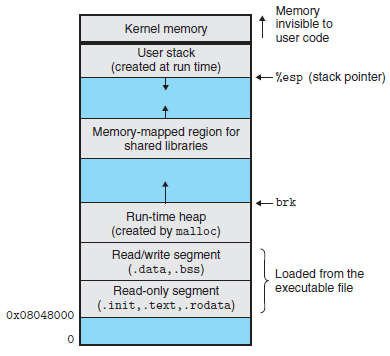 Kernel memory
Memory
invisible to
user code
User stack
(created at run time)
%esp (stack pointer)
Memory-mapped region for
shared libraries
brk
Run-time heap
(created by malloc)
Read/write segment
(.data,.bss)
Loaded from the
executable file
Read-only segment
(.init,.text,.rodata)
0x08048000
0